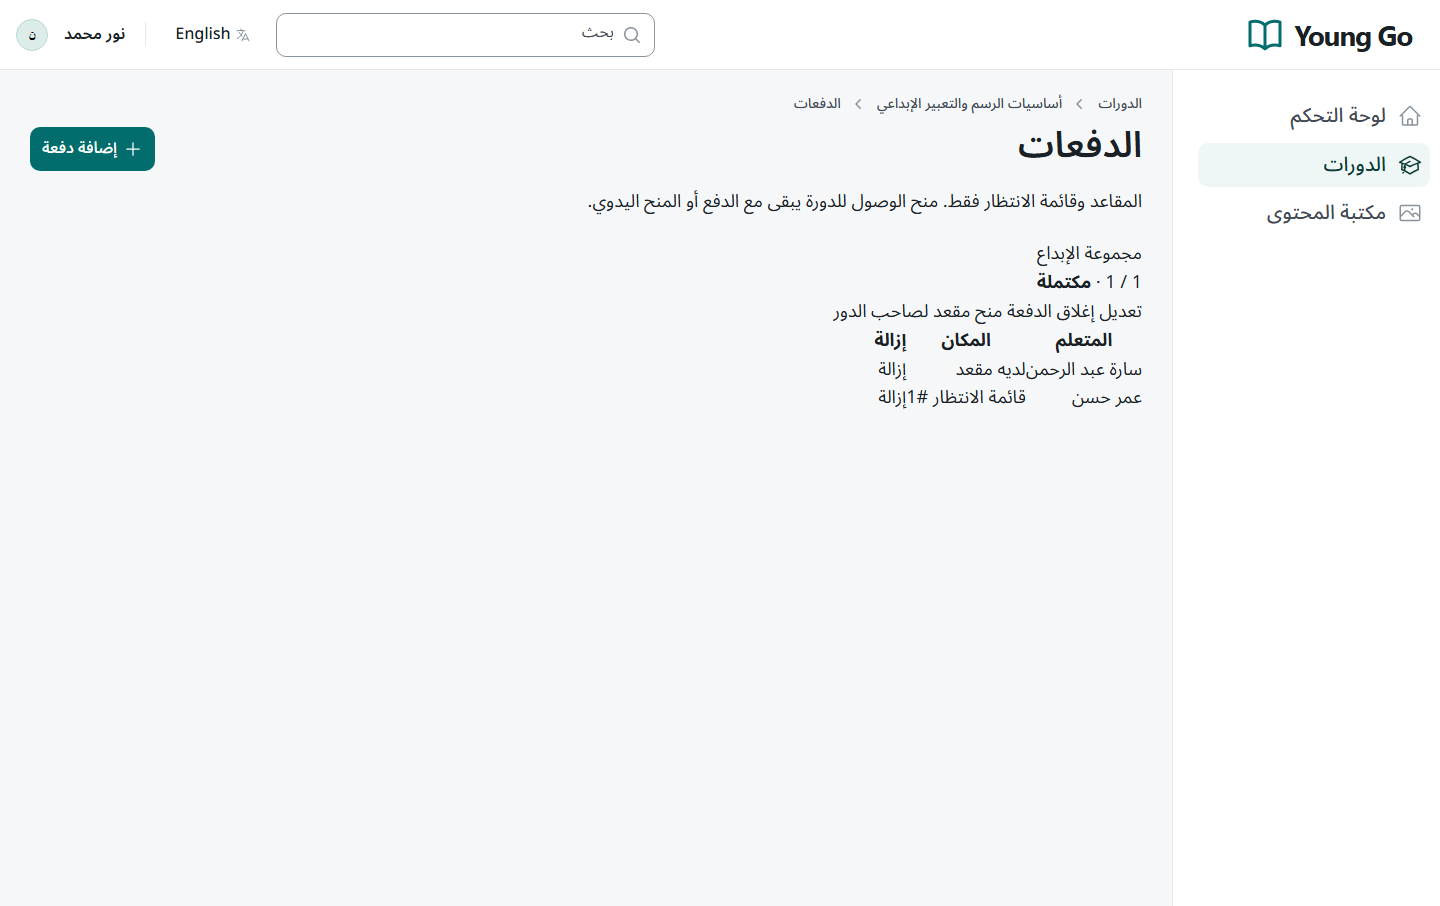 Young Go
بحث
English
نور محمد
ن
لوحة التحكم
الدورات
مكتبة المحتوى
الدورات
أساسيات الرسم والتعبير الإبداعي
الدفعات
الدفعات
إضافة دفعة
المقاعد وقائمة الانتظار فقط. منح الوصول للدورة يبقى مع الدفع أو المنح اليدوي.
مجموعة الإبداع
1 / 1 · مكتملة
تعديل إغلاق الدفعة منح مقعد لصاحب الدور
المتعلم المكان إزالة
سارة عبد الرحمن لديه مقعد إزالة
عمر حسن قائمة الانتظار #1 إزالة